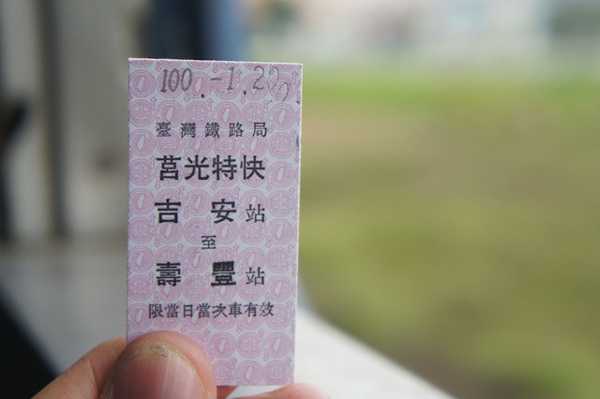 100.-1.20
臺灣鐵路局
莒光特快
吉安站
至
壽豐站
限當日當次車有效